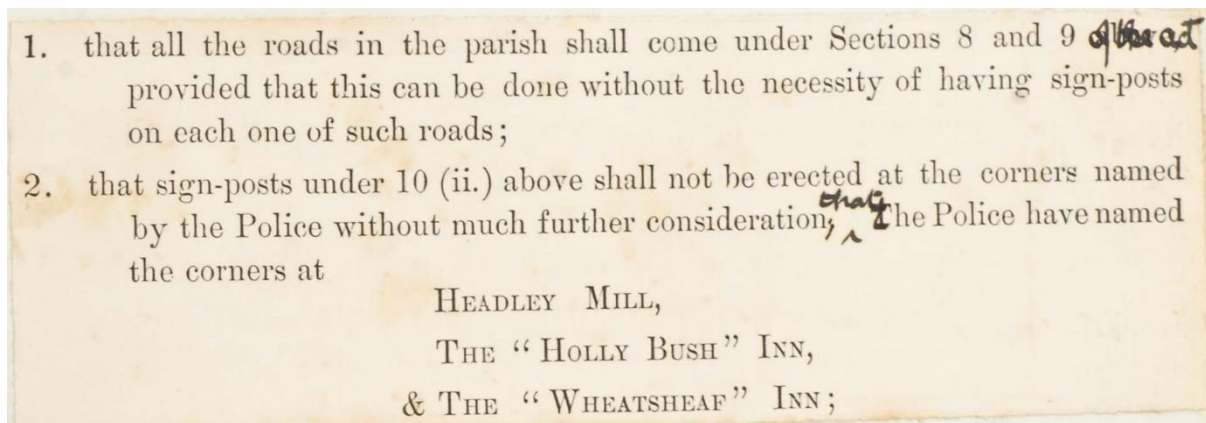 1. that all the roads in the parish shall come under Sections 8 and 9 of the act
provided that this can be done without the necessity of having sign-posts
on each one of such roads;
2. that sign-posts under 10 (ii.) above shall not be erected at the corners named
that
by the Police without much further consideration, ‸ the Police have named
the corners at
HEADLEY MILL,
THE “HOLLY BUSH” INN,
& THE “WHEATSHEAF” INN;